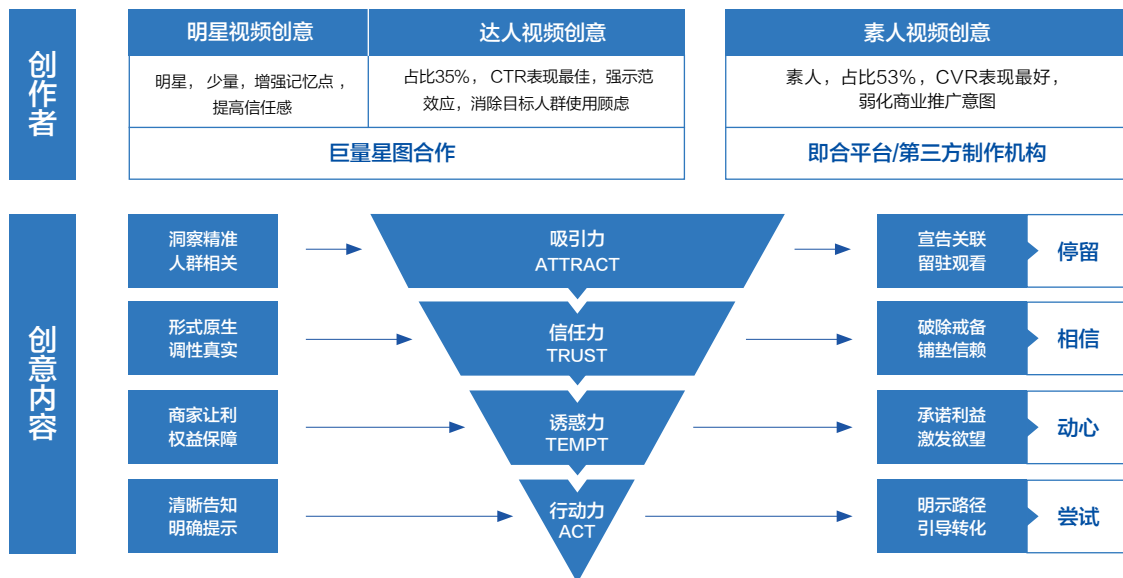 创作者
明星视频创意
达人视频创意
素人视频创意
明星， 少量，增强记忆点 ，
提高信任感
占比35%， CTR表现最佳，强示范
效应，消除目标人群使用顾虑
素人，占比53%，CVR表现最好，
弱化商业推广意图
巨量星图合作
即合平台/第三方制作机构
创意内容
洞察精准
人群相关
吸引力
ATTRACT
宣告关联
留驻观看
停留
形式原生
调性真实
信任力
TRUST
破除戒备
铺垫信赖
相信
商家让利
权益保障
诱惑力
TEMPT
承诺利益
激发欲望
动心
清晰告知
明确提示
行动力
ACT
明示路径
引导转化
尝试